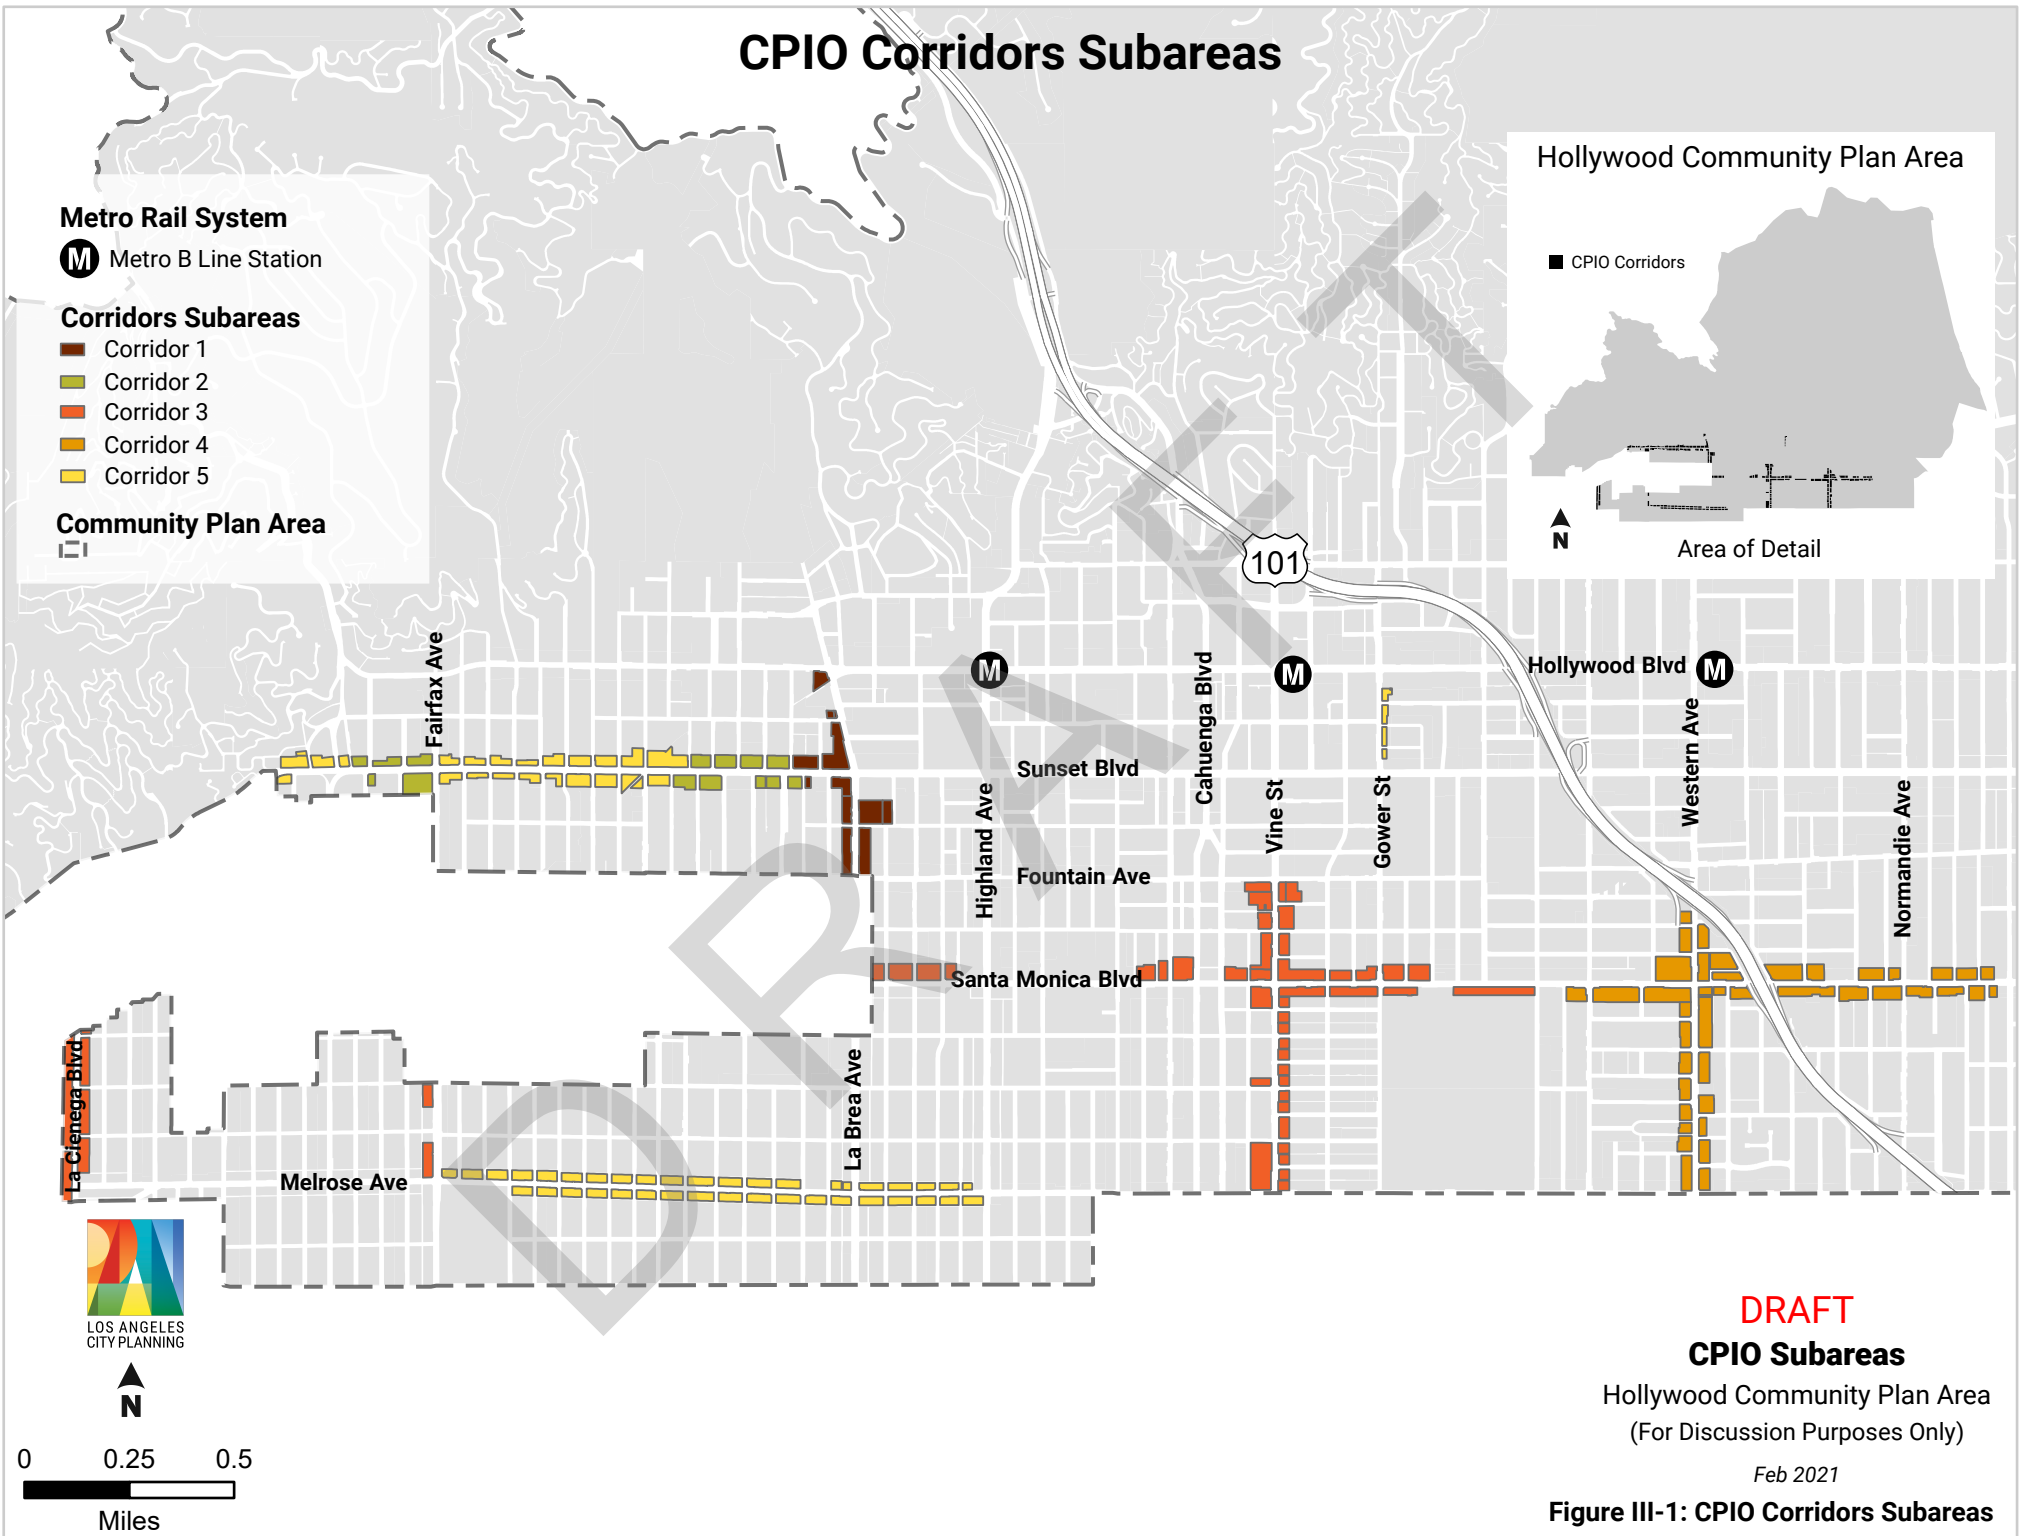 CPIO Corridors Subareas
Hollywood Community Plan Area
CPIO Corridors
N
Area of Detail
Metro Rail System
M Metro B Line Station
Corridors Subareas
Corridor 1
Corridor 2
Corridor 3
Corridor 4
Corridor 5
Community Plan Area
101
Fairfax Ave
M
Cahuenga Blvd
M
Hollywood Blvd
M
Western Ave
Sunset Blvd
Highland Ave
Vine St
Gower St
Normandie Ave
Fountain Ave
Santa Monica Blvd
La Cienega Blvd
La Brea Ave
Melrose Ave
DRAFT
LOS ANGELES
CITY PLANNING
N
0 0.25 0.5
Miles
DRAFT
CPIO Subareas
Hollywood Community Plan Area
(For Discussion Purposes Only)
Feb 2021
Figure III-1: CPIO Corridors Subareas